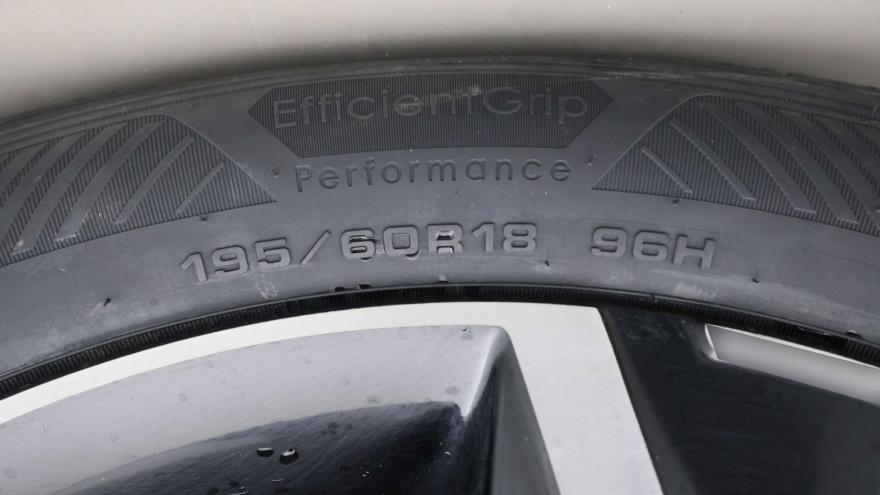 EfficientGrip
Performance
195/60R18 96H